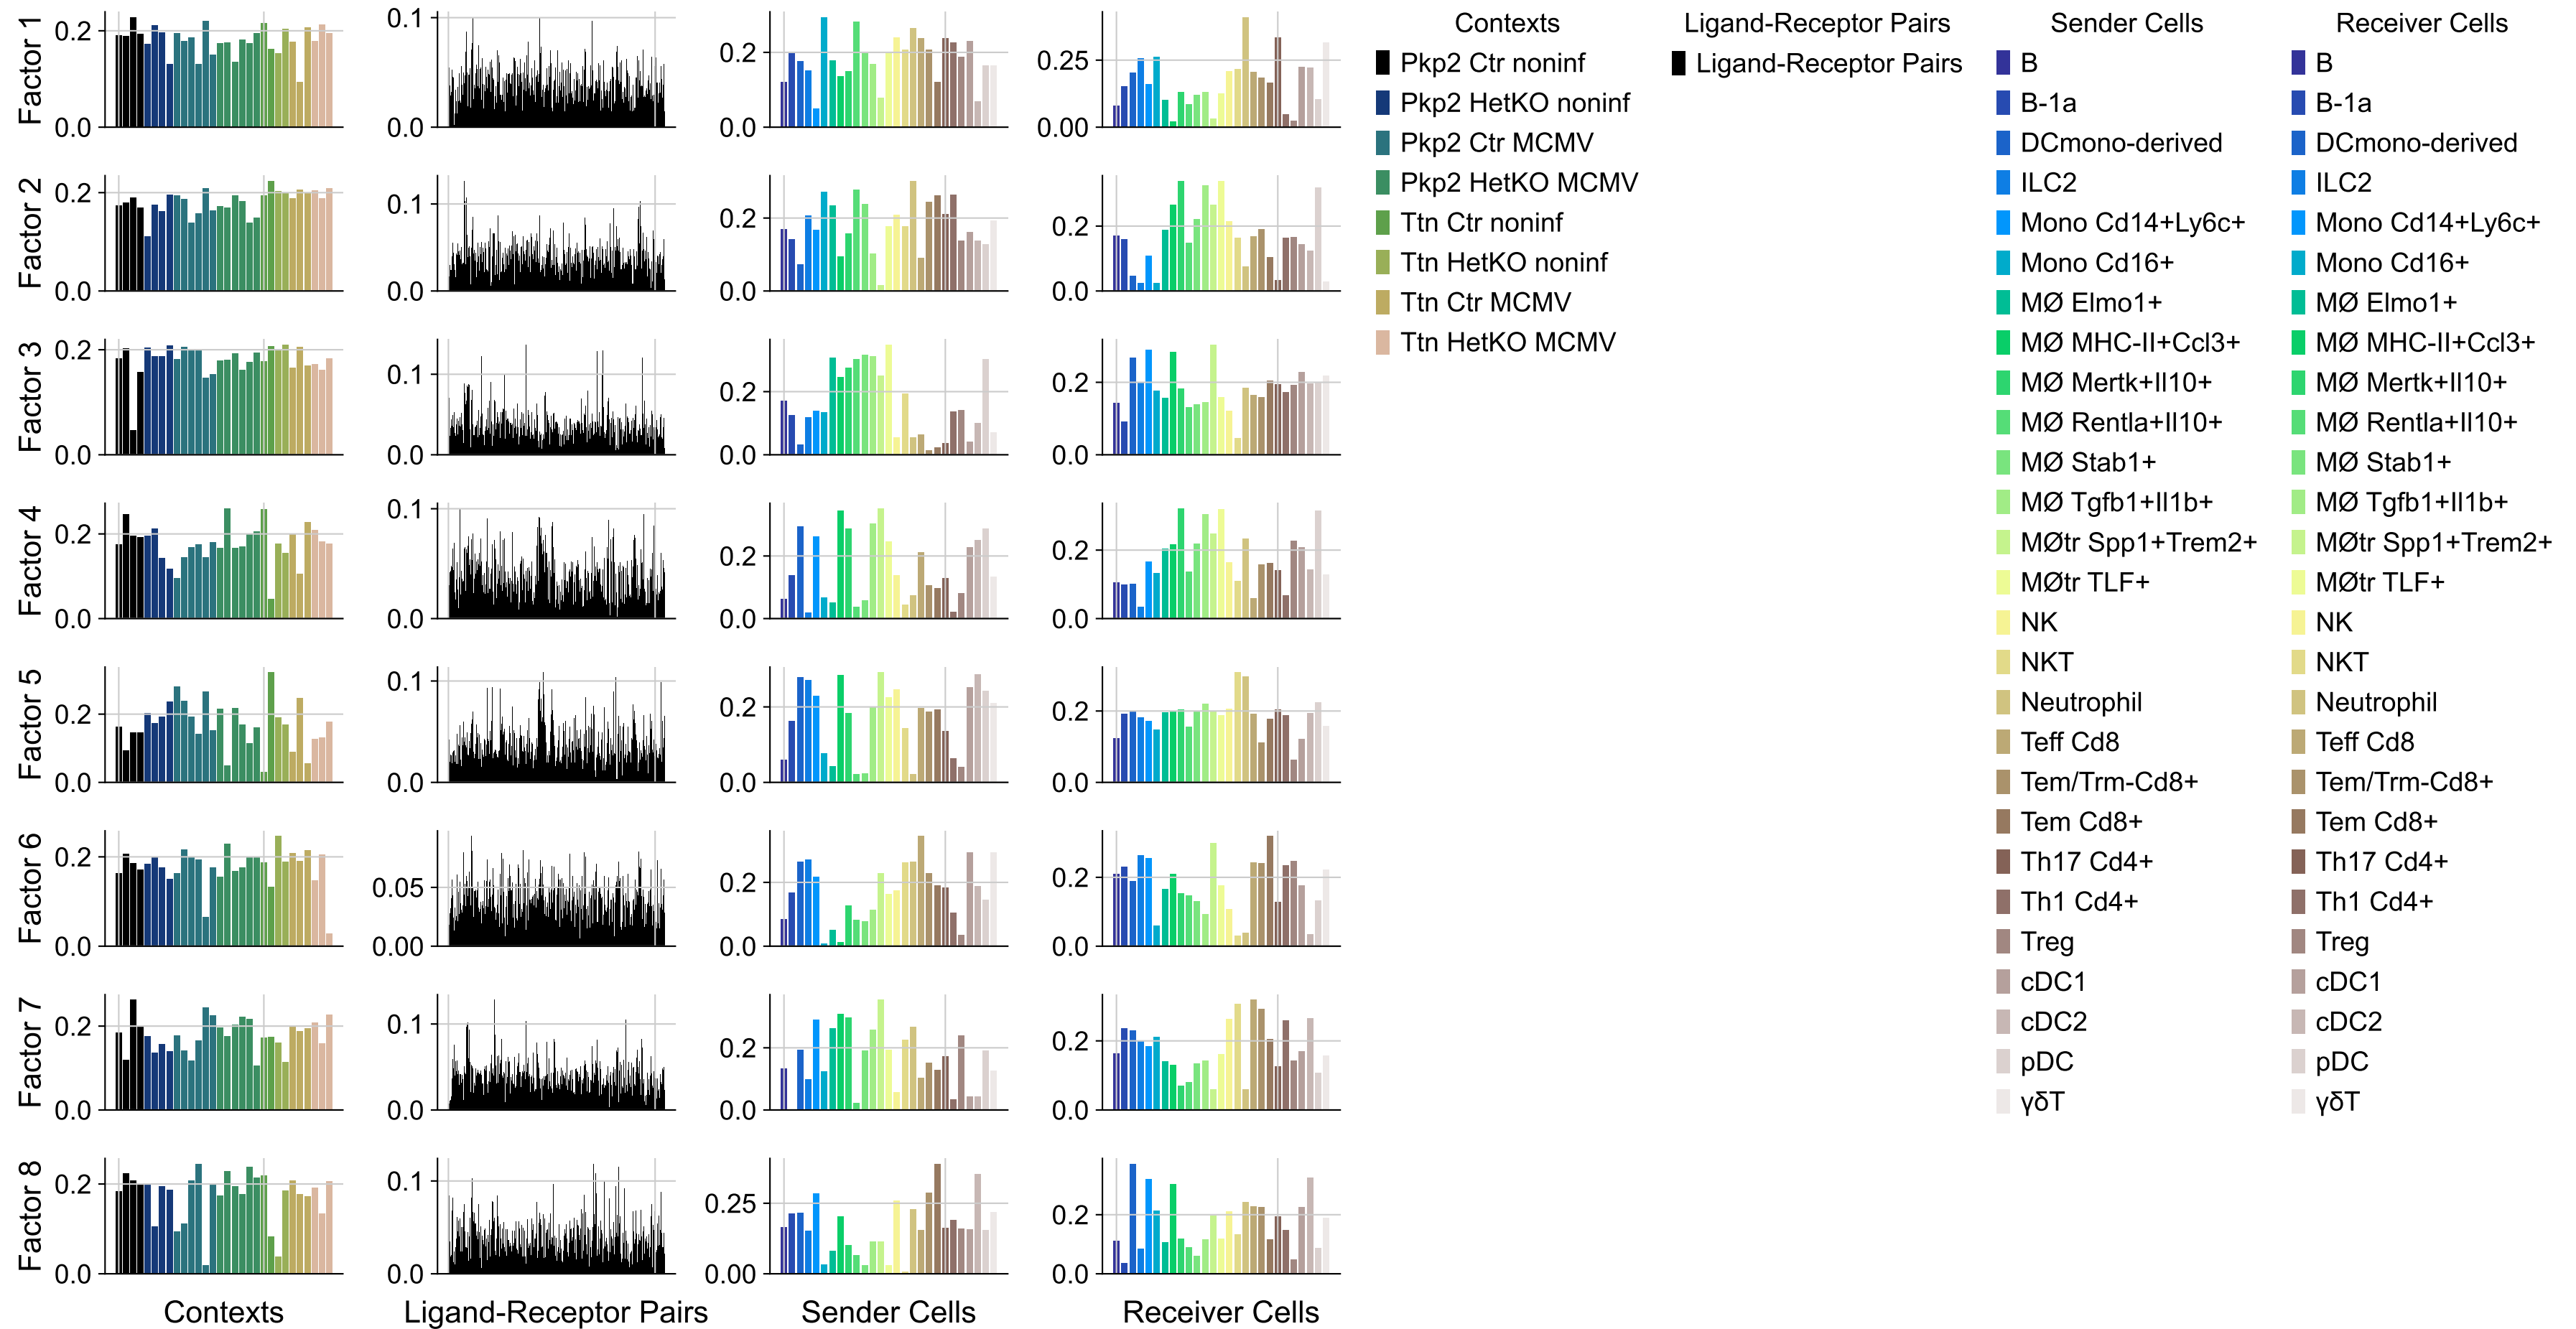 Factor 1
0.2
0.0
0.1
0.0
0.2
0.0
0.25
0.00
Factor 2
0.2
0.0
0.1
0.0
0.2
0.0
0.2
0.0
Factor 3
0.2
0.0
0.1
0.0
0.2
0.0
0.2
0.0
Factor 4
0.2
0.0
0.1
0.0
0.2
0.0
0.2
0.0
Factor 5
0.2
0.0
0.1
0.0
0.2
0.0
0.2
0.0
Factor 6
0.2
0.0
0.05
0.00
0.2
0.0
0.2
0.0
Factor 7
0.2
0.0
0.1
0.0
0.2
0.0
0.2
0.0
Factor 8
0.2
0.0
0.1
0.0
0.25
0.00
0.2
0.0
Contexts
Ligand-Receptor Pairs
Sender Cells
Receiver Cells
Contexts
Pkp2 Ctr noninf
Pkp2 HetKO noninf
Pkp2 Ctr MCMV
Pkp2 HetKO MCMV
Ttn Ctr noninf
Ttn HetKO noninf
Ttn Ctr MCMV
Ttn HetKO MCMV
Ligand-Receptor Pairs
Ligand-Receptor Pairs
Sender Cells
B
B-1a
DCmono-derived
ILC2
Mono Cd14+Ly6c+
Mono Cd16+
MØ Elmo1+
MØ MHC-II+Ccl3+
MØ Mertk+Il10+
MØ Rentla+Il10+
MØ Stab1+
MØ Tgfb1+Il1b+
MØtr Spp1+Trem2+
MØtr TLF+
NK
NKT
Neutrophil
Teff Cd8
Tem/Trm-Cd8+
Tem Cd8+
Th17 Cd4+
Th1 Cd4+
Treg
cDC1
cDC2
pDC
γδT
Receiver Cells
B
B-1a
DCmono-derived
ILC2
Mono Cd14+Ly6c+
Mono Cd16+
MØ Elmo1+
MØ MHC-II+Ccl3+
MØ Mertk+Il10+
MØ Rentla+Il10+
MØ Stab1+
MØ Tgfb1+Il1b+
MØtr Spp1+Trem2+
MØtr TLF+
NK
NKT
Neutrophil
Teff Cd8
Tem/Trm-Cd8+
Tem Cd8+
Th17 Cd4+
Th1 Cd4+
Treg
cDC1
cDC2
pDC
γδT